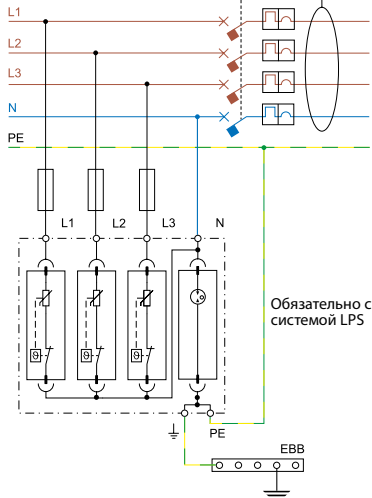 L1
L2
L3
N
PE
L1 L2 L3 N
Обязательно с
системой LPS
PE
EBB